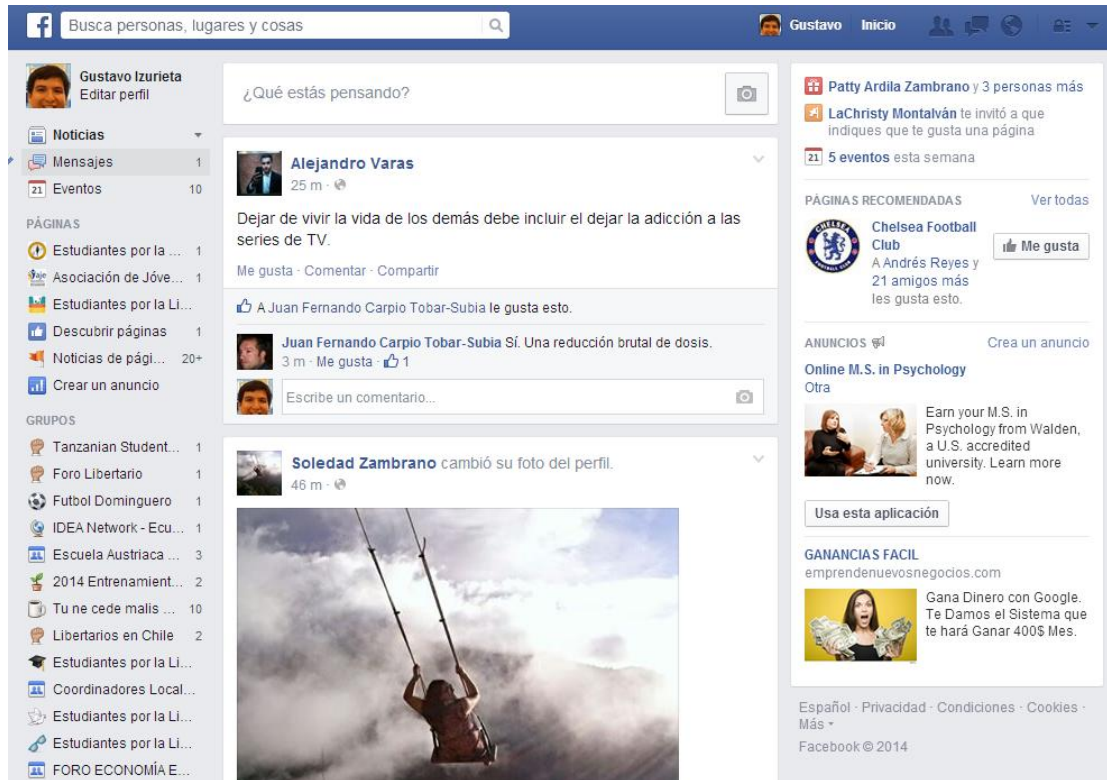 Busca personas, lugares y cosas
Gustavo Inicio
Gustavo Izurieta
Editar perfil
Noticias
Mensajes 1
21 Eventos 10
PÁGINAS
Estudiantes por la ... 1
Asociación de Jóve... 1
Estudiantes por la Li...
Descubrir páginas 1
Noticias de pági... 20+
Crear un anuncio
GRUPOS
Tanzanian Student... 1
Foro Libertario 1
Futbol Dominguero 1
IDEA Network - Ecu... 1
Escuela Austriaca ... 3
2014 Entrenamient... 2
Tu ne cede malis ... 10
Libertarios en Chile 2
Estudiantes por la Li...
Coordinadores Local...
Estudiantes por la Li...
Estudiantes por la Li...
FORO ECONOMÍA E...
¿Qué estás pensando?
Alejandro Varas
25 m ·
Dejar de vivir la vida de los demás debe incluir el dejar la adicción a las
series de TV.
Me gusta · Comentar · Compartir
A Juan Fernando Carpio Tobar-Subia le gusta esto.
Juan Fernando Carpio Tobar-Subia Sí. Una reducción brutal de dosis.
3 m · Me gusta · 1
Escribe un comentario...
Soledad Zambrano cambió su foto del perfil.
46 m ·
Patty Ardila Zambrano y 3 personas más
LaChristy Montalván te invitó a que
indiques que te gusta una página
21 5 eventos esta semana
PÁGINAS RECOMENDADAS Ver todas
CHELSEA
FOOTBALL CLUB
Chelsea Football
Club
A Andrés Reyes y
21 amigos más
les gusta esto.
Me gusta
ANUNCIOS Crea un anuncio
Online M.S. in Psychology
Otra
Earn your M.S. in
Psychology from Walden,
a U.S. accredited
university. Learn more
now.
Usa esta aplicación
GANANCIAS FACIL
emprendenuevosnegocios.com
Gana Dinero con Google.
Te Damos el Sistema que
te hará Ganar 400$ Mes.
Español · Privacidad · Condiciones · Cookies ·
Más
Facebook © 2014